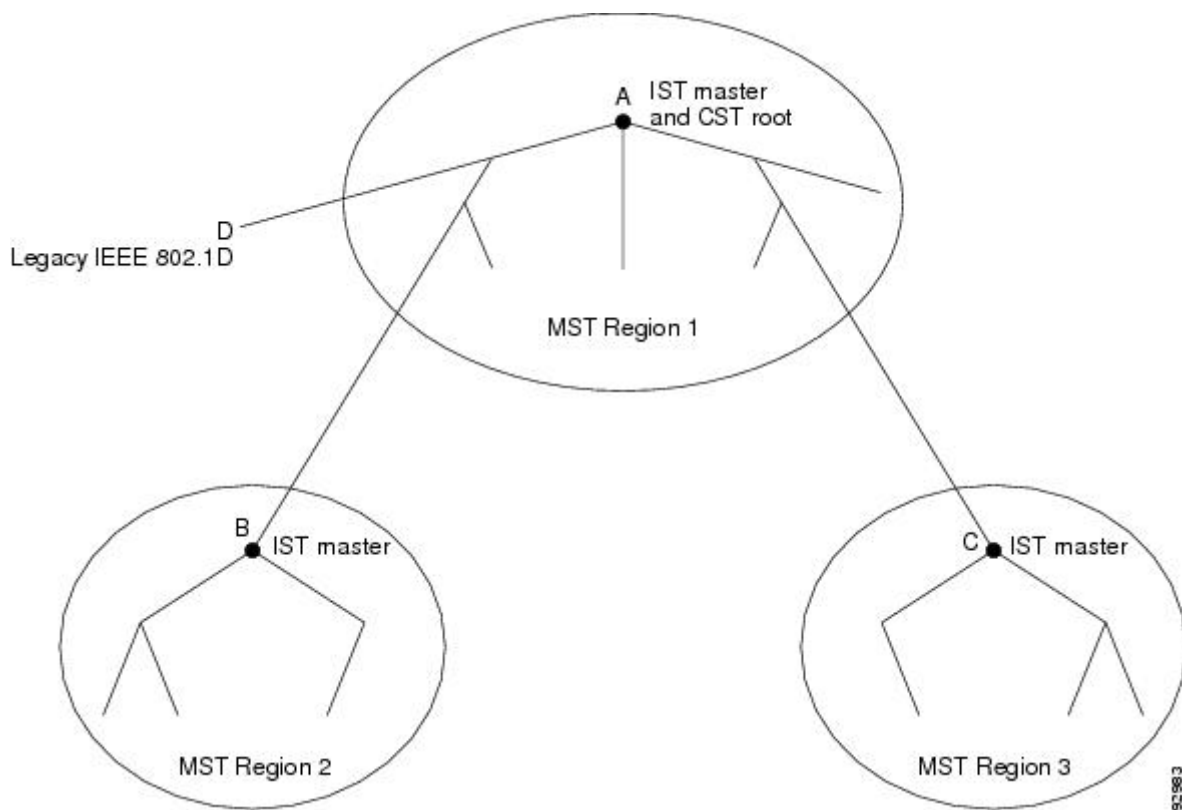 A
IST master
and CST root
D
Legacy IEEE 802.1D
MST Region 1
B
IST master
C
IST master
MST Region 2
MST Region 3
92983